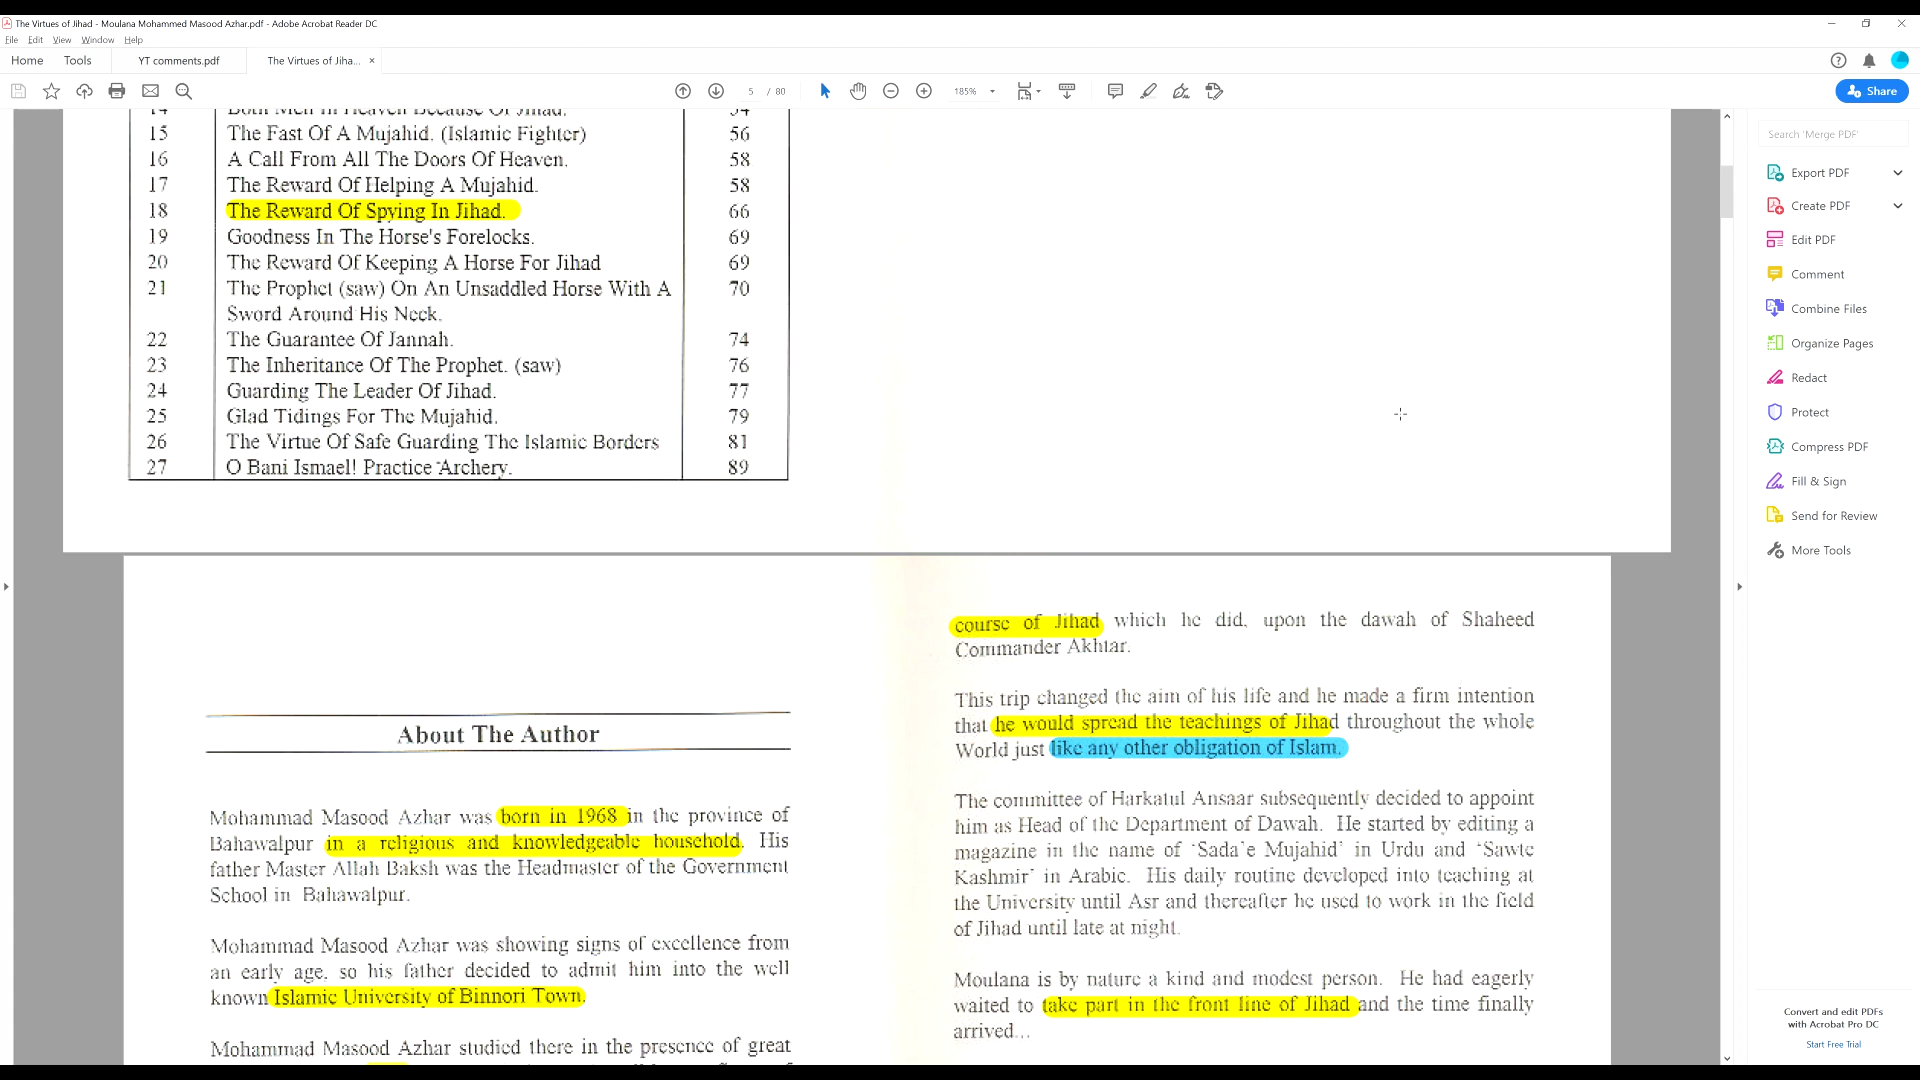 The Virtues of Jihad - Moulana Mohammed Masood Azhar.pdf - Adobe Acrobat Reader DC
File Edit View Window Help
Home Tools YT comments.pdf The Virtues of Jiha... ×
5 / 80 185% Share
14 Both Men In Heaven Because Of Jihad. 54
15 The Fast Of A Mujahid. (Islamic Fighter) 56
16 A Call From All The Doors Of Heaven. 58
17 The Reward Of Helping A Mujahid. 58
18 The Reward Of Spying In Jihad. 66
19 Goodness In The Horse's Forelocks. 69
20 The Reward Of Keeping A Horse For Jihad 69
21 The Prophet (saw) On An Unsaddled Horse With A 70
Sword Around His Neck.
22 The Guarantee Of Jannah. 74
23 The Inheritance Of The Prophet. (saw) 76
24 Guarding The Leader Of Jihad. 77
25 Glad Tidings For The Mujahid. 79
26 The Virtue Of Safe Guarding The Islamic Borders 81
27 O Bani Ismael! Practice Archery. 89
About The Author
Mohammad Masood Azhar was born in 1968 in the province of
Bahawalpur in a religious and knowledgeable household. His
father Master Allah Baksh was the Headmaster of the Government
School in Bahawalpur.
Mohammad Masood Azhar was showing signs of excellence from
an early age, so his father decided to admit him into the well
known Islamic University of Binnori Town.
Mohammad Masood Azhar studied there in the presence of great
course of Jihad which he did, upon the dawah of Shaheed
Commander Akhtar.
This trip changed the aim of his life and he made a firm intention
that he would spread the teachings of Jihad throughout the whole
World just like any other obligation of Islam.
The committee of Harkatul Ansaar subsequently decided to appoint
him as Head of the Department of Dawah. He started by editing a
magazine in the name of ‘Sada’e Mujahid’ in Urdu and ‘Sawte
Kashmir’ in Arabic. His daily routine developed into teaching at
the University until Asr and thereafter he used to work in the field
of Jihad until late at night.
Moulana is by nature a kind and modest person. He had eagerly
waited to take part in the front line of Jihad and the time finally
arrived...
Search 'Merge PDF'
Export PDF
Create PDF
Edit PDF
Comment
Combine Files
Organize Pages
Redact
Protect
Compress PDF
Fill & Sign
Send for Review
More Tools
Convert and edit PDFs
with Acrobat Pro DC
Start Free Trial